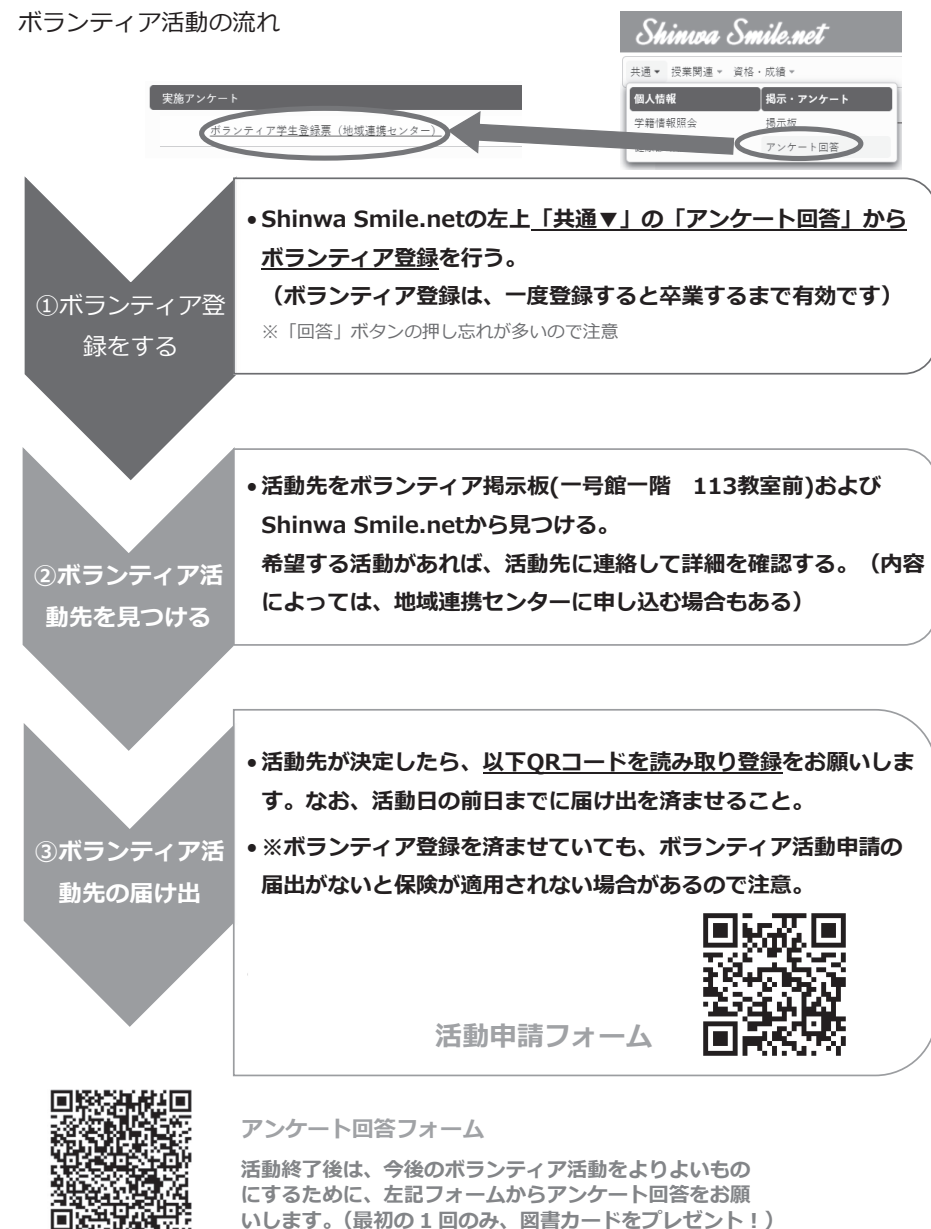 ボランティア活動の流れ
Shinwa Smile.net
共通▼ 授業関連▼ 資格・成績▼
個人情報 掲示・アンケート
学籍情報照会 掲示板
アンケート回答
実施アンケート
ボランティア学生登録票（地域連携センター）
①ボランティア登
録をする
•Shinwa Smile.netの左上「共通▼」の「アンケート回答」から
ボランティア登録を行う。
（ボランティア登録は、一度登録すると卒業するまで有効です）
※「回答」ボタンの押し忘れが多いので注意
②ボランティア活
動先を見つける
•活動先をボランティア掲示板(一号館一階　113教室前)および
Shinwa Smile.netから見つける。
希望する活動があれば、活動先に連絡して詳細を確認する。（内容
によっては、地域連携センターに申し込む場合もある）
③ボランティア活
動先の届け出
•活動先が決定したら、以下QRコードを読み取り登録をお願いしま
す。なお、活動日の前日までに届け出を済ませること。
•※ボランティア登録を済ませていても、ボランティア活動申請の
届出がないと保険が適用されない場合があるので注意。
活動申請フォーム
アンケート回答フォーム
活動終了後は、今後のボランティア活動をよりよいもの
にするために、左記フォームからアンケート回答をお願
いします。（最初の１回のみ、図書カードをプレゼント！）